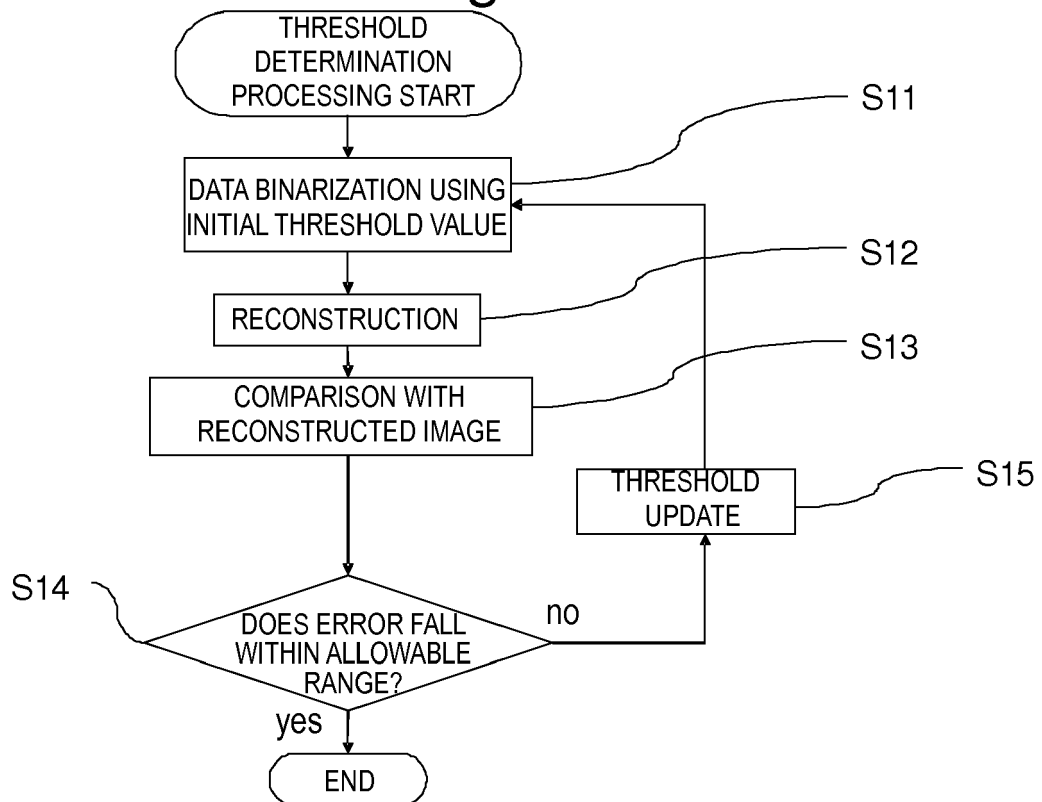 THRESHOLD
DETERMINATION
PROCESSING START
S11
DATA BINARIZATION USING
INITIAL THRESHOLD VALUE
S12
RECONSTRUCTION
S13
COMPARISON WITH
RECONSTRUCTED IMAGE
THRESHOLD
UPDATE
S15
S14
DOES ERROR FALL
WITHIN ALLOWABLE
RANGE?
no
yes
END